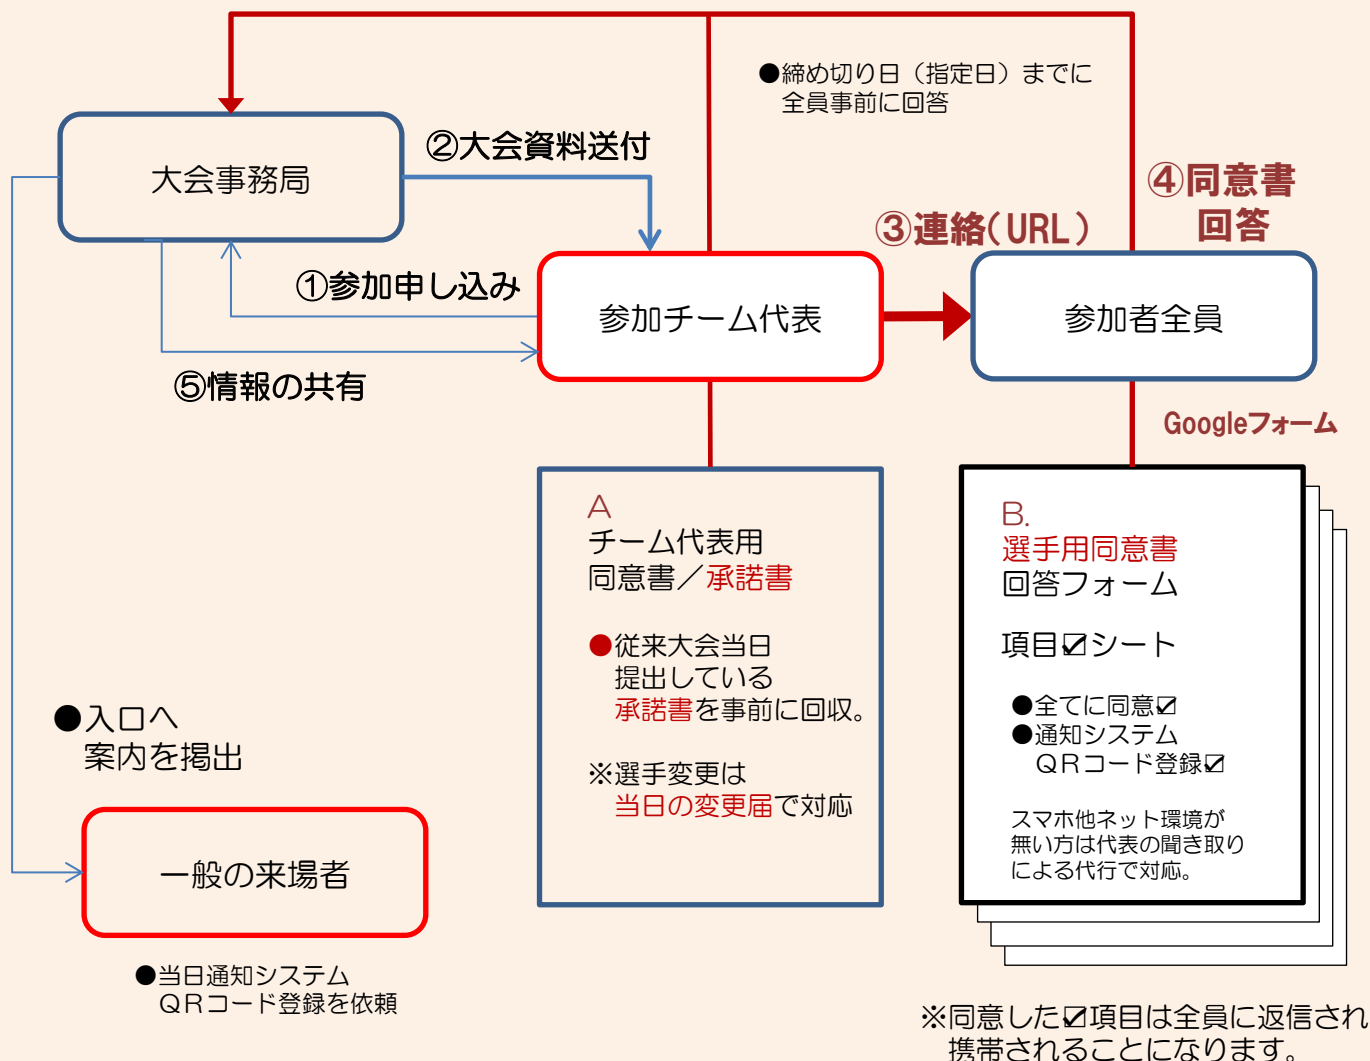 ●締め切り日（指定日）までに
全員事前に回答
②大会資料送付
大会事務局
④同意書
回答
③連絡（URL）
①参加申し込み
参加チーム代表
参加者全員
⑤情報の共有
Googleフォーム
A
チーム代表用
同意書／承諾書
●従来大会当日
提出している
承諾書を事前に回収。
※選手変更は
当日の変更届で対応
B.
選手用同意書
回答フォーム
項目☑シート
●全てに同意☑
●通知システム
ＱＲコード登録☑
スマホ他ネット環境が
無い方は代表の聞き取り
による代行で対応。
●入口へ
案内を掲出
一般の来場者
●当日通知システム
ＱＲコード登録を依頼
※同意した☑項目は全員に返信され
携帯されることになります。